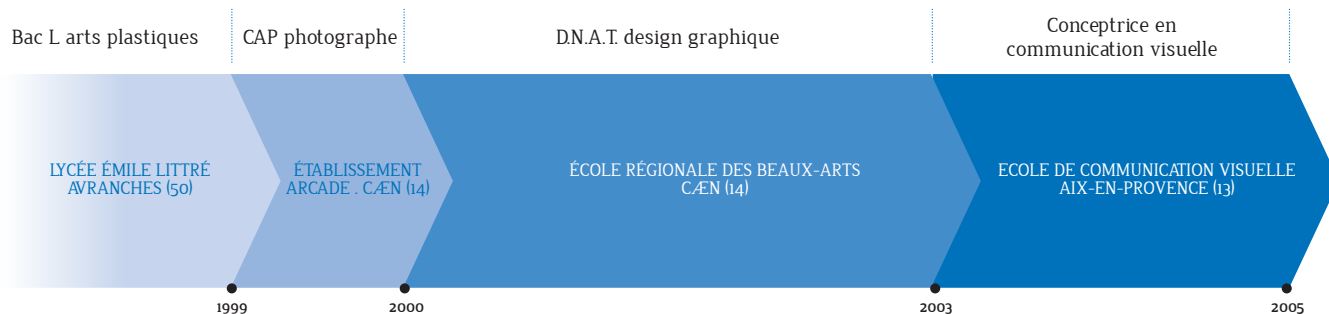 Bac L arts plastiques
CAP photographe
D.N.A.T. design graphique
Conceptrice en
communication visuelle
LYCÉE ÉMILE LITTRÉ
AVRANCHES (50)
ÉTABLISSEMENT
ARCADE . CÆN (14)
ÉCOLE RÉGIONALE DES BEAUX-ARTS
CÆN (14)
ECOLE DE COMMUNICATION VISUELLE
AIX-EN-PROVENCE (13)
1999
2000
2003
2005